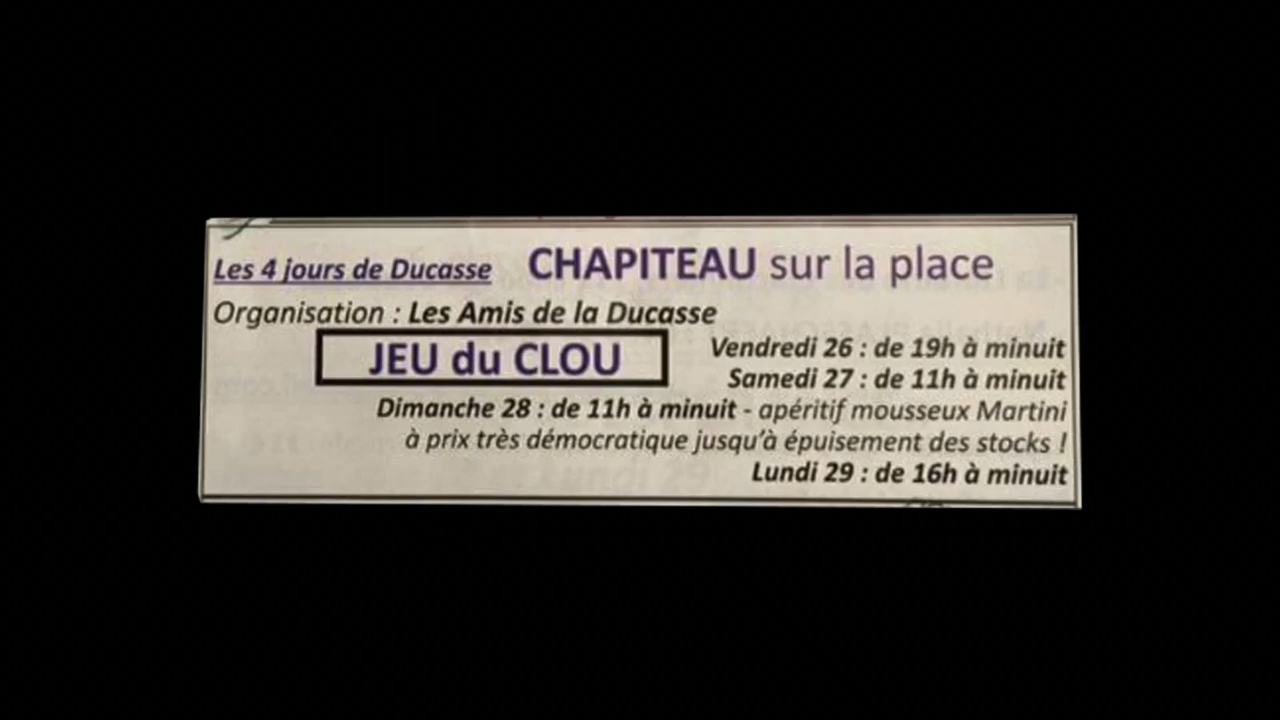 Les 4 jours de Ducasse CHAPITEAU sur la place
Organisation : Les Amis de la Ducasse
JEU du CLOU
Vendredi 26 : de 19h à minuit
Samedi 27 : de 11h à minuit
Dimanche 28 : de 11h à minuit - apéritif mousseux Martini
à prix très démocratique jusqu'à épuisement des stocks !
Lundi 29 : de 16h à minuit